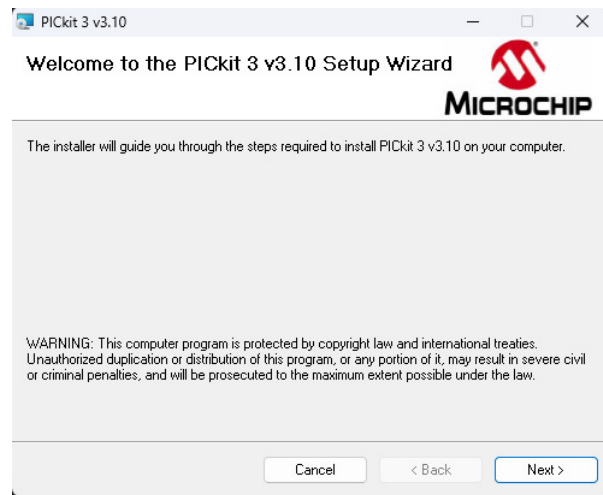 PICkit 3 v3.10
Welcome to the PICkit 3 v3.10 Setup Wizard
MICROCHIP
The installer will guide you through the steps required to install PICkit 3 v3.10 on your computer.
WARNING: This computer program is protected by copyright law and international treaties.
Unauthorized duplication or distribution of this program, or any portion of it, may result in severe civil
or criminal penalties, and will be prosecuted to the maximum extent possible under the law.
Cancel
< Back
Next >